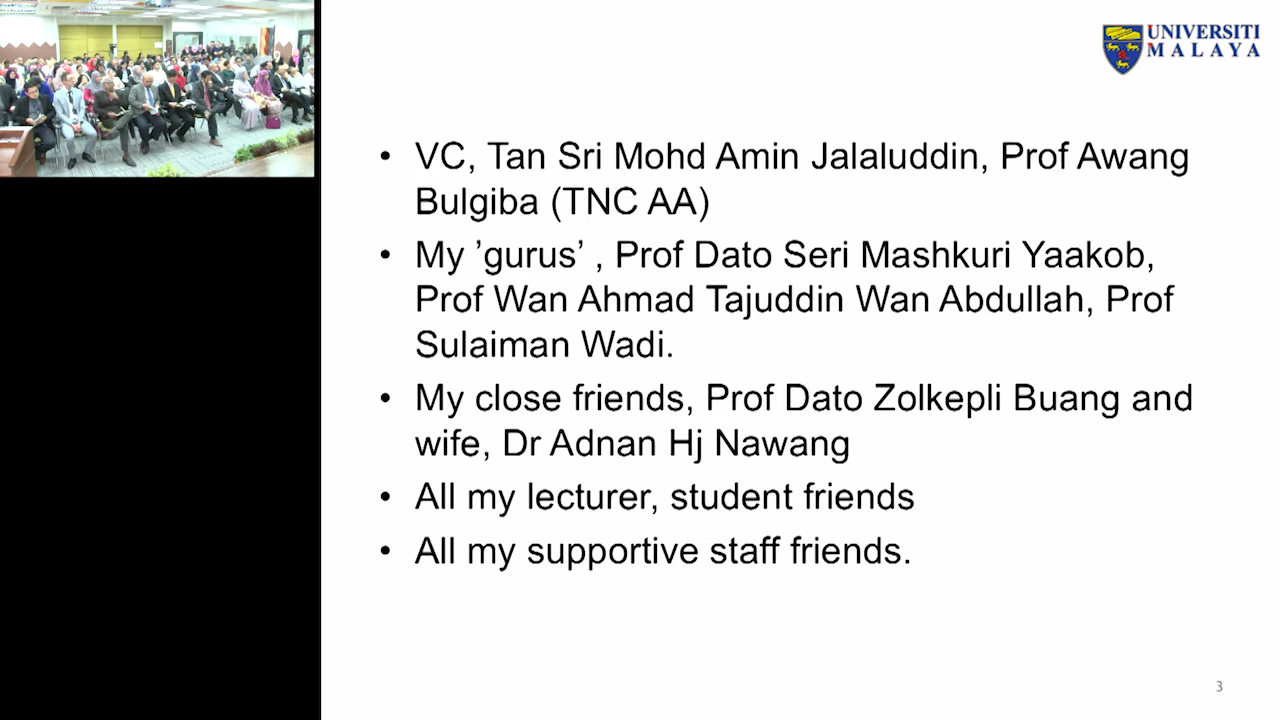 UNIVERSITI
MALAYA
• VC, Tan Sri Mohd Amin Jalaluddin, Prof Awang
Bulgiba (TNC AA)
• My ’gurus’ , Prof Dato Seri Mashkuri Yaakob,
Prof Wan Ahmad Tajuddin Wan Abdullah, Prof
Sulaiman Wadi.
• My close friends, Prof Dato Zolkepli Buang and
wife, Dr Adnan Hj Nawang
• All my lecturer, student friends
• All my supportive staff friends.
3